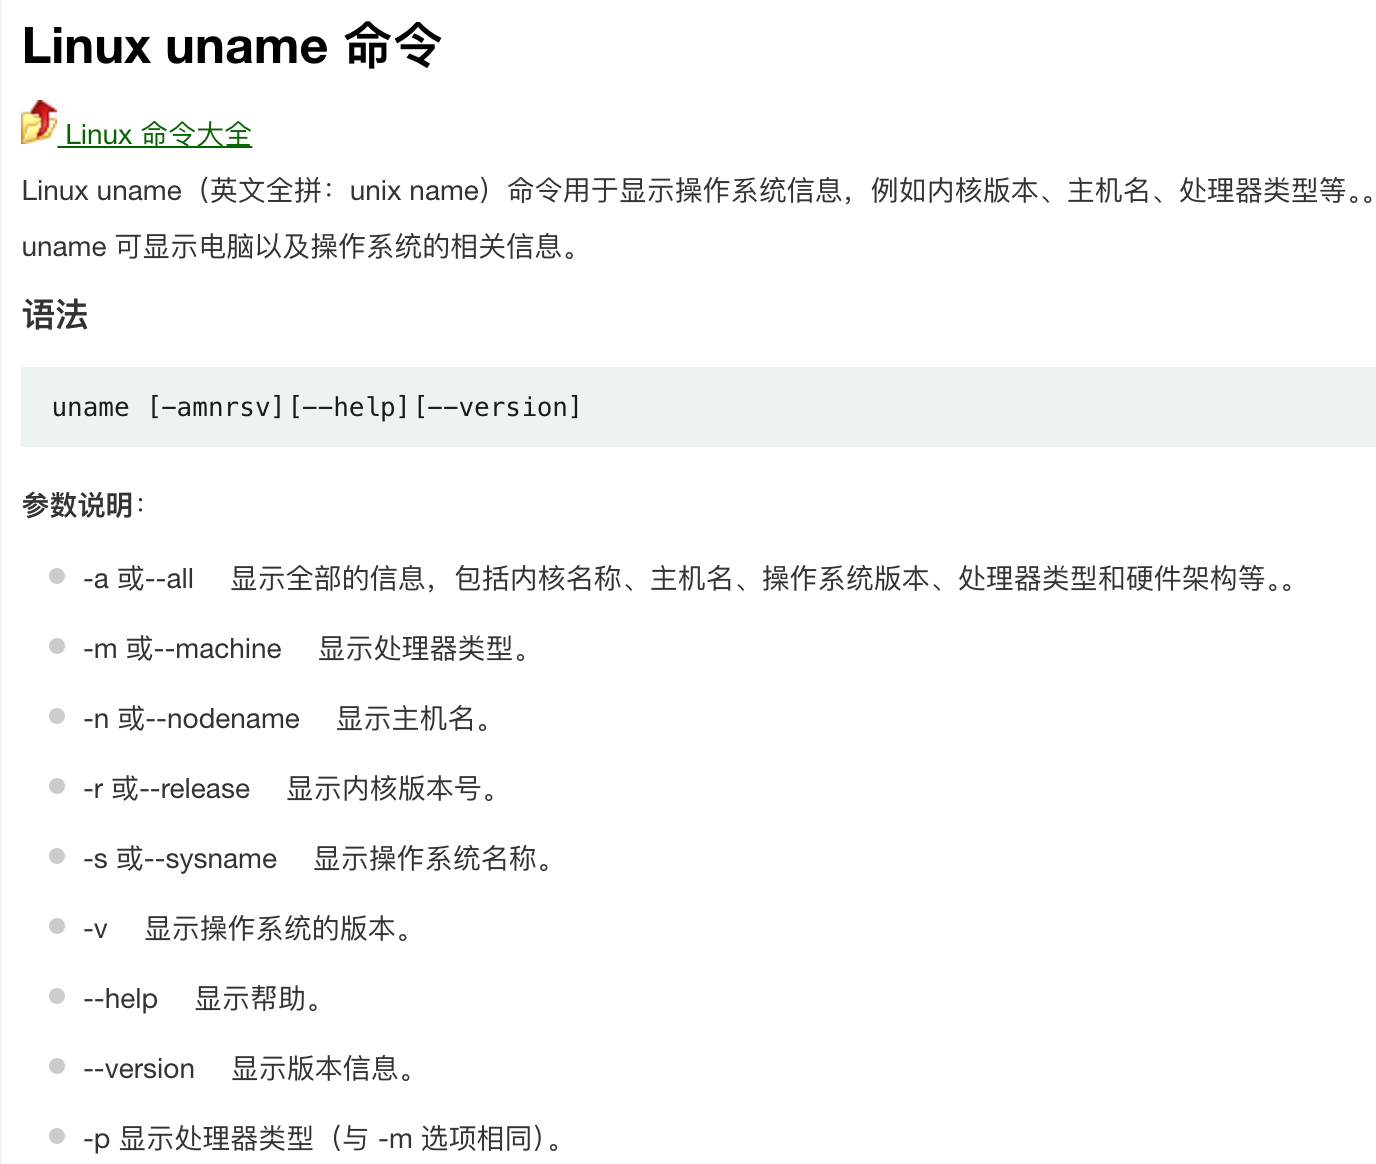 Linux uname 命令
Linux 命令大全
Linux uname（英文全拼：unix name）命令用于显示操作系统信息，例如内核版本、主机名、处理器类型等。。
uname 可显示电脑以及操作系统的相关信息。
语法
uname [-amnrsv][--help][--version]
参数说明：
-a 或--all 显示全部的信息，包括内核名称、主机名、操作系统版本、处理器类型和硬件架构等。。
-m 或--machine 显示处理器类型。
-n 或--nodename 显示主机名。
-r 或--release 显示内核版本号。
-s 或--sysname 显示操作系统名称。
-v 显示操作系统的版本。
--help 显示帮助。
--version 显示版本信息。
-p 显示处理器类型（与 -m 选项相同）。